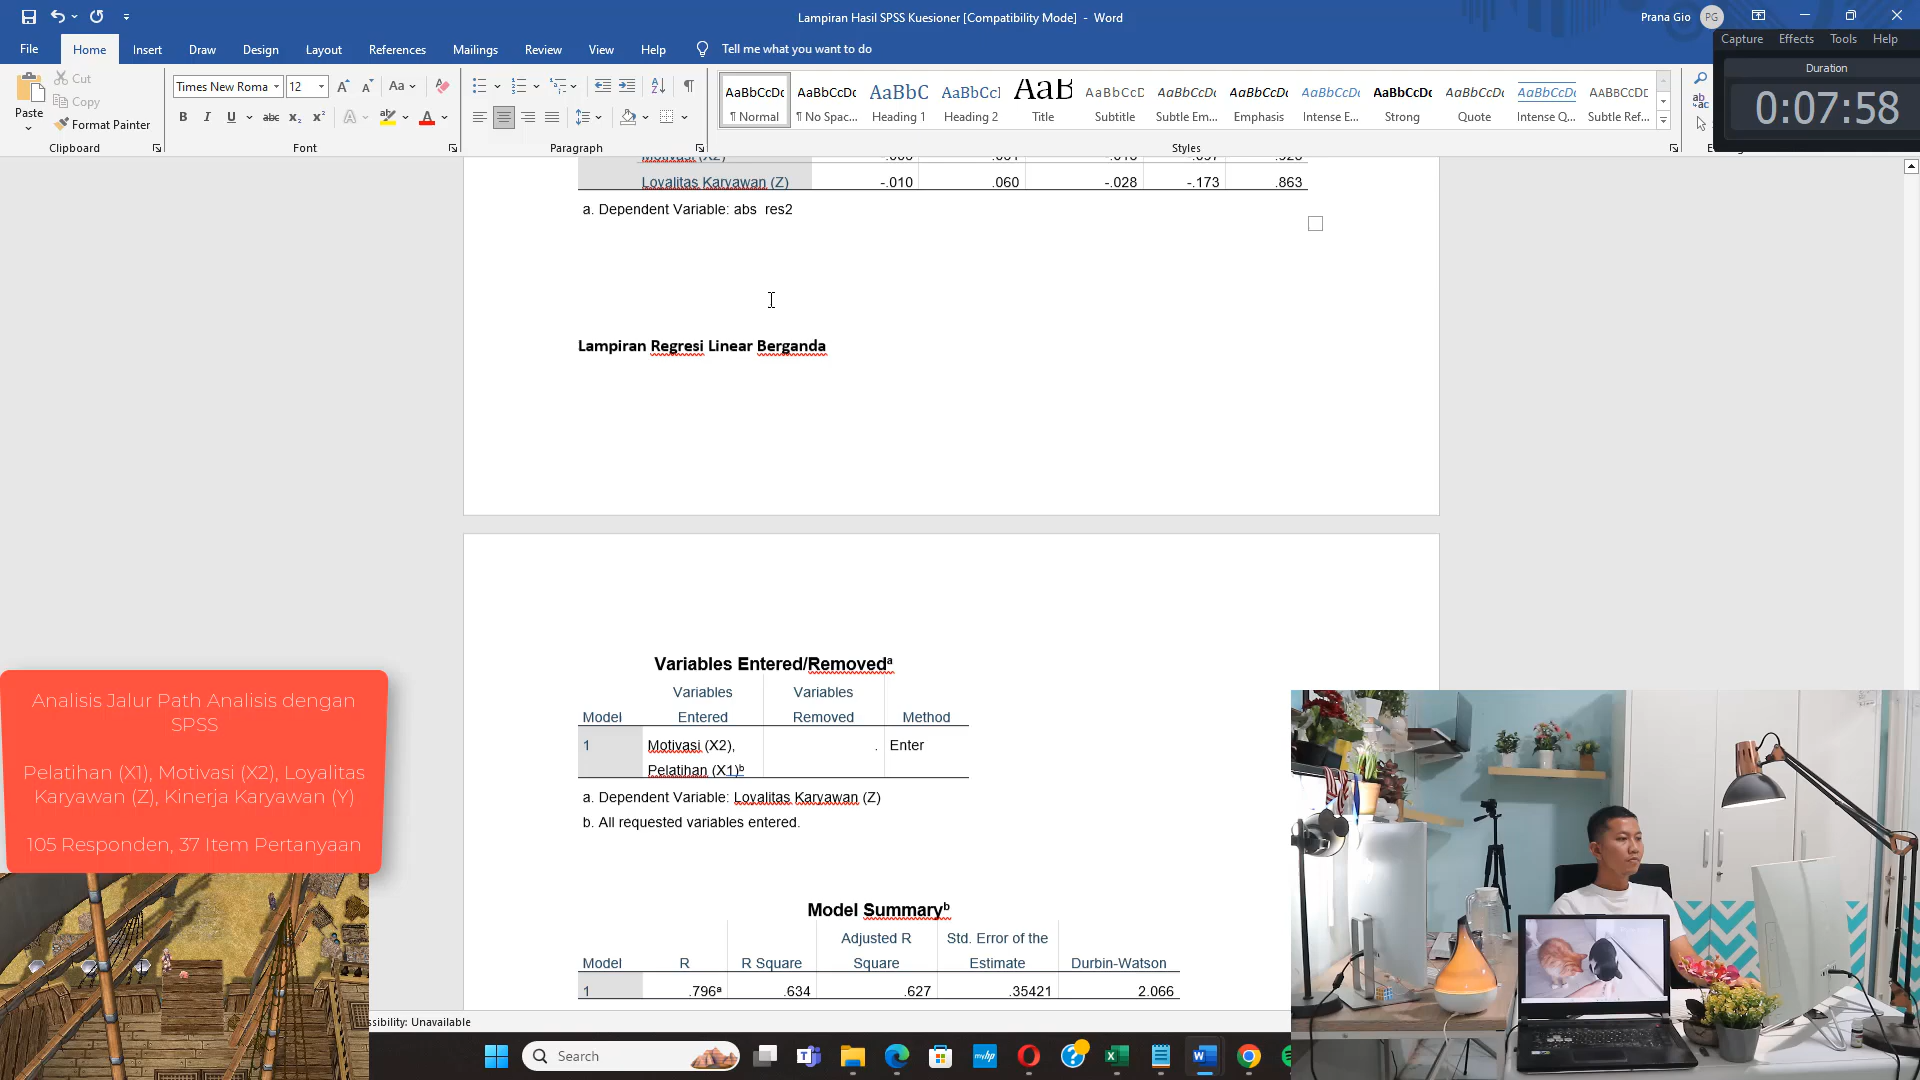 Lampiran Hasil SPSS Kuesioner [Compatibility Mode] - Word
Prana Gio
PG
File
Home
Insert
Draw
Design
Layout
References
Mailings
Review
View
Help
Tell me what you want to do
Capture
Effects
Tools
Help
Duration
0:07:58
Paste
Cut
Copy
Format Painter
Clipboard
Times New Roma
12
Font
Paragraph
AaBbCcDc
¶ Normal
AaBbCcDc
¶ No Spac...
AaBbC
Heading 1
AaBbCcl
Heading 2
AaB
Title
AaBbCcD
Subtitle
AaBbCcDc
Subtle Em...
AaBbCcDc
Emphasis
AaBbCcDc
Intense E...
AaBbCcDc
Strong
AaBbCcDc
Quote
AaBbCcDc
Intense Q...
AaBbCcDc
Subtle Ref...
Styles
Motivasi (X2)
Loyalitas Karyawan (Z) -.010 .060 -.028 -.173 .863
a. Dependent Variable: abs res2
Lampiran Regresi Linear Berganda
Variables Entered/Removedᵃ
Variables Variables
Model Entered Removed Method
1 Motivasi (X2), . Enter
Pelatihan (X1)ᵇ
a. Dependent Variable: Loyalitas Karyawan (Z)
b. All requested variables entered.
Model Summaryᵇ
Adjusted R Std. Error of the
Model R R Square Square Estimate Durbin-Watson
1 .796ᵃ .634 .627 .35421 2.066
Analisis Jalur Path Analisis dengan
SPSS
Pelatihan (X1), Motivasi (X2), Loyalitas
Karyawan (Z), Kinerja Karyawan (Y)
105 Responden, 37 Item Pertanyaan
ssibility: Unavailable
Search